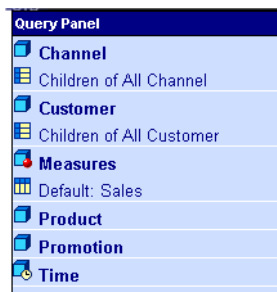 Query Panel
Channel
Children of All Channel
Customer
Children of All Customer
Measures
Default: Sales
Product
Promotion
Time